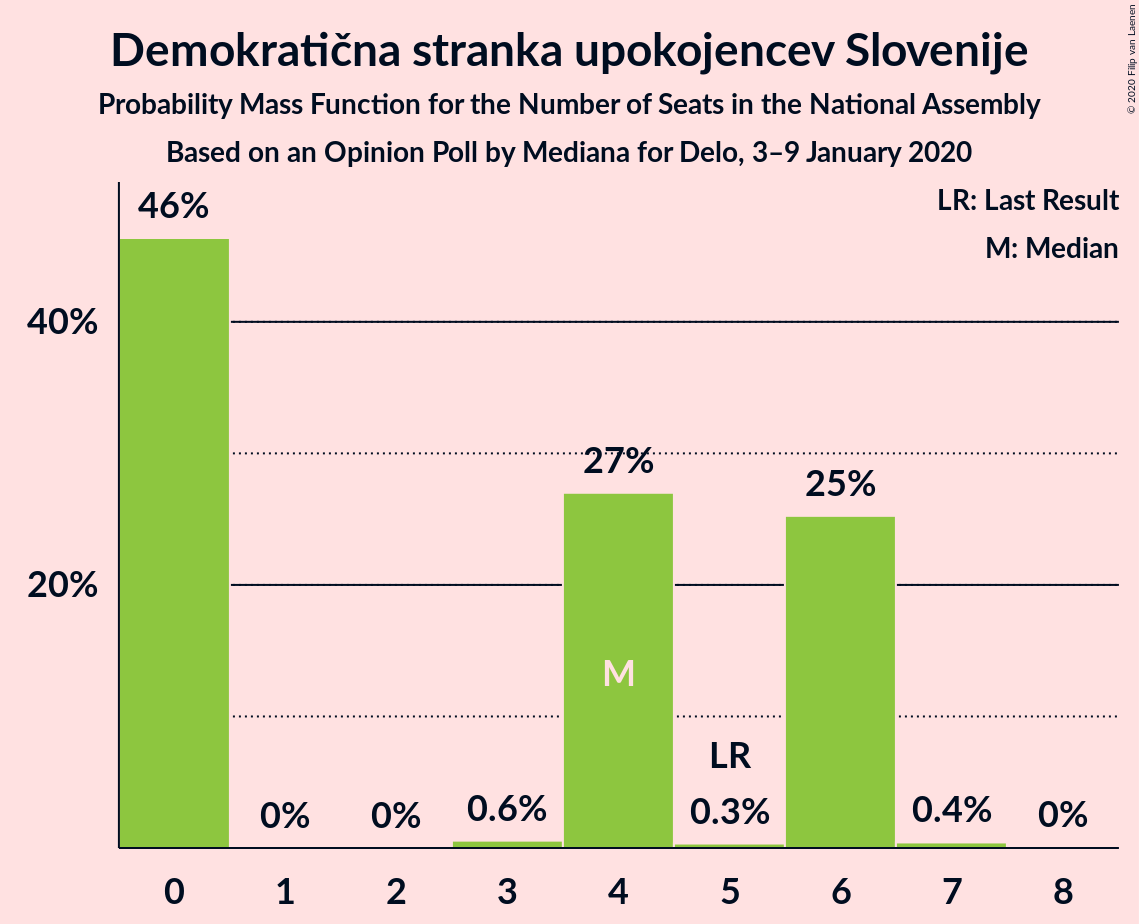 Demokratična stranka upokojencev Slovenije
Probability Mass Function for the Number of Seats in the National Assembly
Based on an Opinion Poll by Mediana for Delo, 3–9 January 2020
© 2020 Filip van Laenen
LR: Last Result
M: Median
46%
40%
27%
25%
20%
M
LR
0%
0%
0.6%
0.3%
0.4%
0%
0 1 2 3 4 5 6 7 8